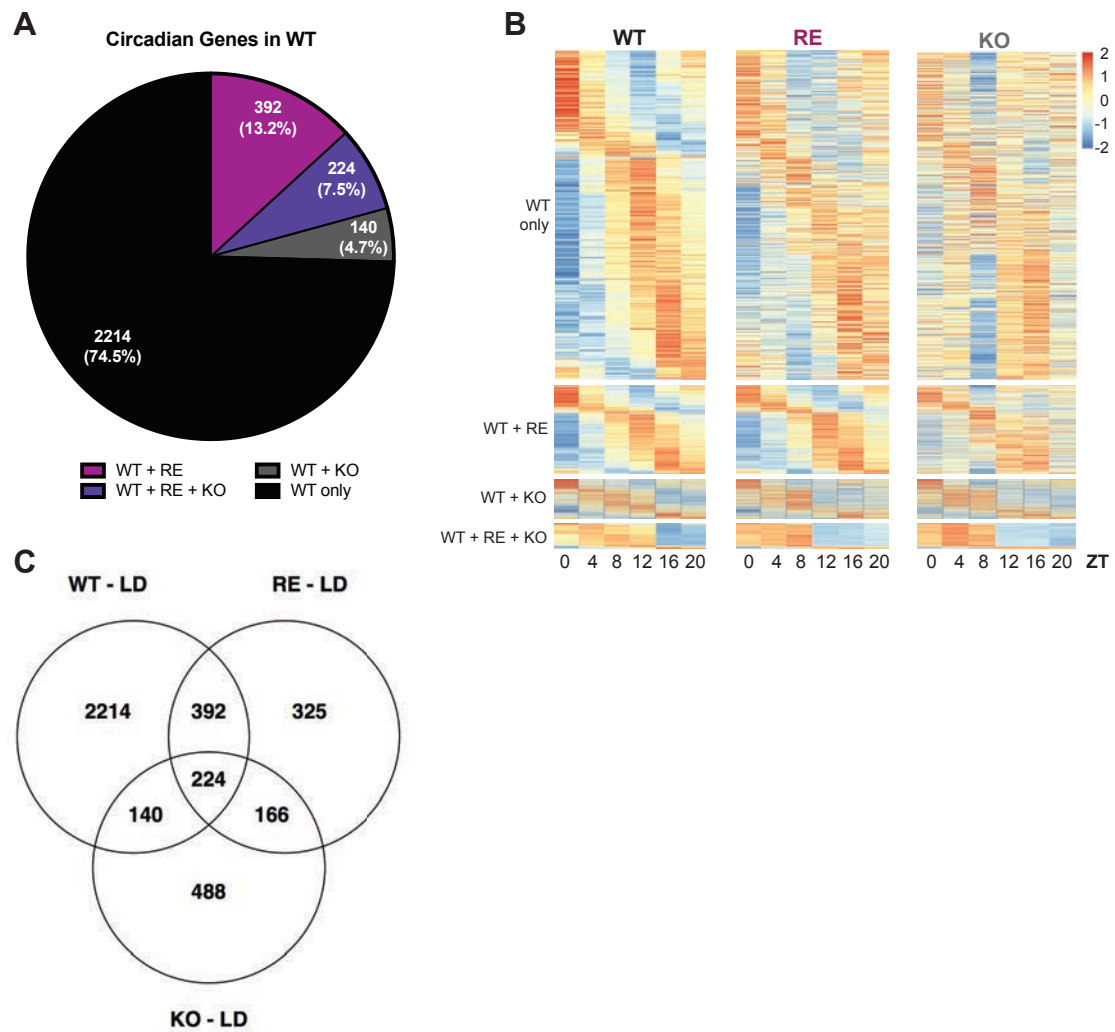 A
Circadian Genes in WT
392
(13.2%)
224
(7.5%)
140
(4.7%)
2214
(74.5%)
WT + RE
WT + KO
WT + RE + KO
WT only
B
WT
RE
KO
2
1
0
-1
-2
WT
only
WT + RE
WT + KO
WT + RE + KO
0 4 8 12 16 20
0 4 8 12 16 20
0 4 8 12 16 20 ZT
C
WT - LD
RE - LD
2214
392
325
224
140
166
488
KO - LD